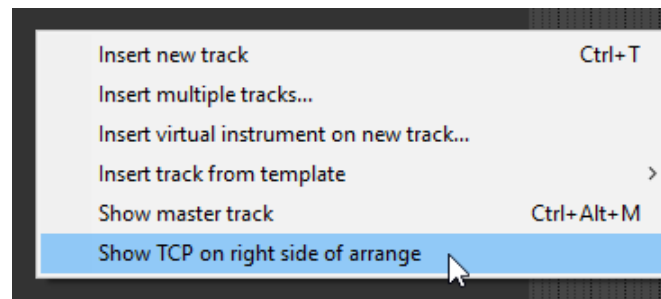 Insert new track Ctrl+T
Insert multiple tracks...
Insert virtual instrument on new track...
Insert track from template
Show master track Ctrl+Alt+M
Show TCP on right side of arrange